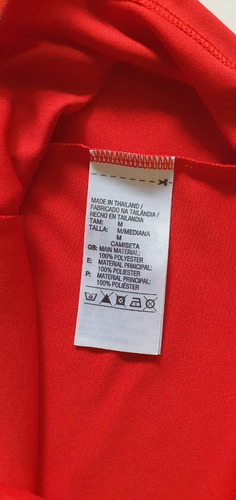 MADE IN THAILAND /
FABRICADO NA TAILÂNDIA /
HECHO EN TAILANDIA
TAM: M
TALLA: M/MEDIANA
M
CAMISETA
GB: MAIN MATERIAL:
100% POLYESTER
E: MATERIAL PRINCIPAL:
100% POLIÉSTER
P: MATERIAL PRINCIPAL:
100% POLIÉSTER